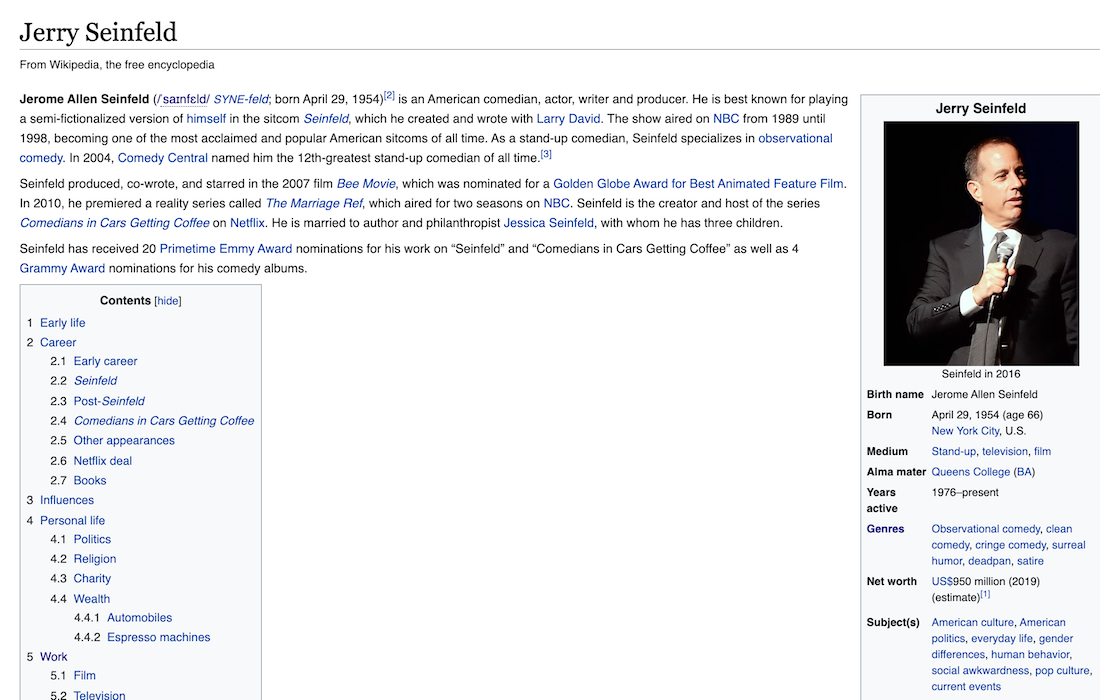 Jerry Seinfeld
From Wikipedia, the free encyclopedia
Jerome Allen Seinfeld (/ˈsaɪnfɛld/ SYNE-feld; born April 29, 1954)[2] is an American comedian, actor, writer and producer. He is best known for playing
a semi-fictionalized version of himself in the sitcom Seinfeld, which he created and wrote with Larry David. The show aired on NBC from 1989 until
1998, becoming one of the most acclaimed and popular American sitcoms of all time. As a stand-up comedian, Seinfeld specializes in observational
comedy. In 2004, Comedy Central named him the 12th-greatest stand-up comedian of all time.[3]
Seinfeld produced, co-wrote, and starred in the 2007 film Bee Movie, which was nominated for a Golden Globe Award for Best Animated Feature Film.
In 2010, he premiered a reality series called The Marriage Ref, which aired for two seasons on NBC. Seinfeld is the creator and host of the series
Comedians in Cars Getting Coffee on Netflix. He is married to author and philanthropist Jessica Seinfeld, with whom he has three children.
Seinfeld has received 20 Primetime Emmy Award nominations for his work on “Seinfeld” and “Comedians in Cars Getting Coffee” as well as 4
Grammy Award nominations for his comedy albums.
Contents [hide]
1 Early life
2 Career
2.1 Early career
2.2 Seinfeld
2.3 Post-Seinfeld
2.4 Comedians in Cars Getting Coffee
2.5 Other appearances
2.6 Netflix deal
2.7 Books
3 Influences
4 Personal life
4.1 Politics
4.2 Religion
4.3 Charity
4.4 Wealth
4.4.1 Automobiles
4.4.2 Espresso machines
5 Work
5.1 Film
5.2 Television
Jerry Seinfeld
Seinfeld in 2016
Birth name Jerome Allen Seinfeld
Born April 29, 1954 (age 66)
New York City, U.S.
Medium Stand-up, television, film
Alma mater Queens College (BA)
Years 1976–present
active
Genres Observational comedy, clean
comedy, cringe comedy, surreal
humor, deadpan, satire
Net worth US$950 million (2019)
(estimate)[1]
Subject(s) American culture, American
politics, everyday life, gender
differences, human behavior,
social awkwardness, pop culture,
current events